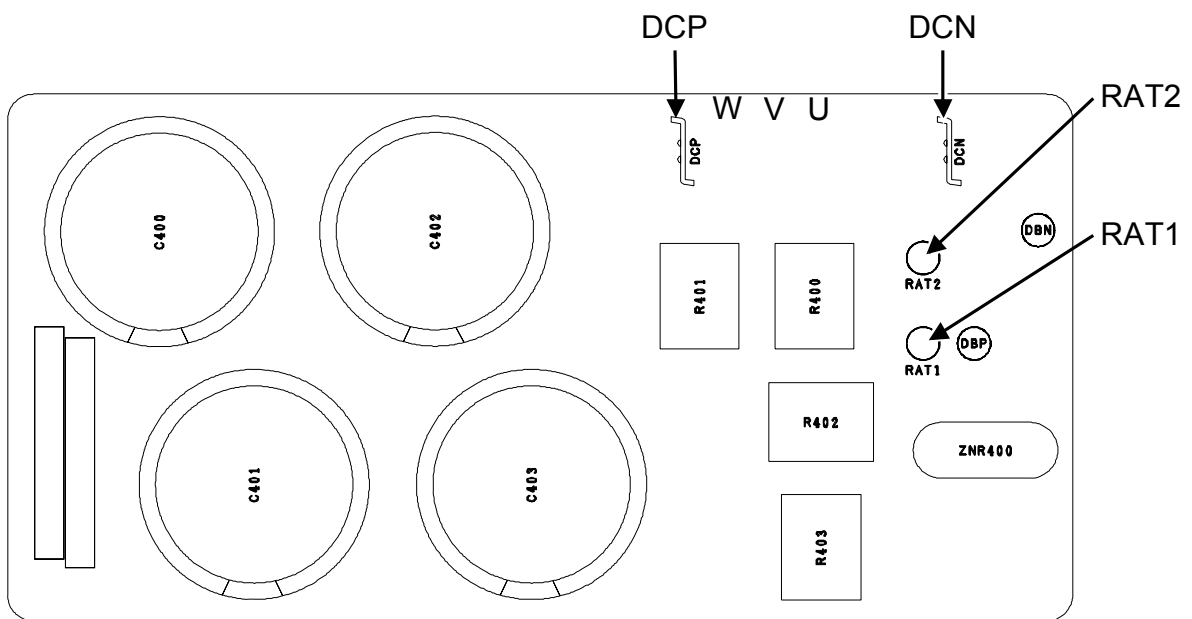 DCP
DCN
RAT2
W V U
DCP
DCN
C400
C402
DBN
RAT1
R401
R400
RAT2
DBP
RAT1
R402
ZNR400
C401
C403
R403